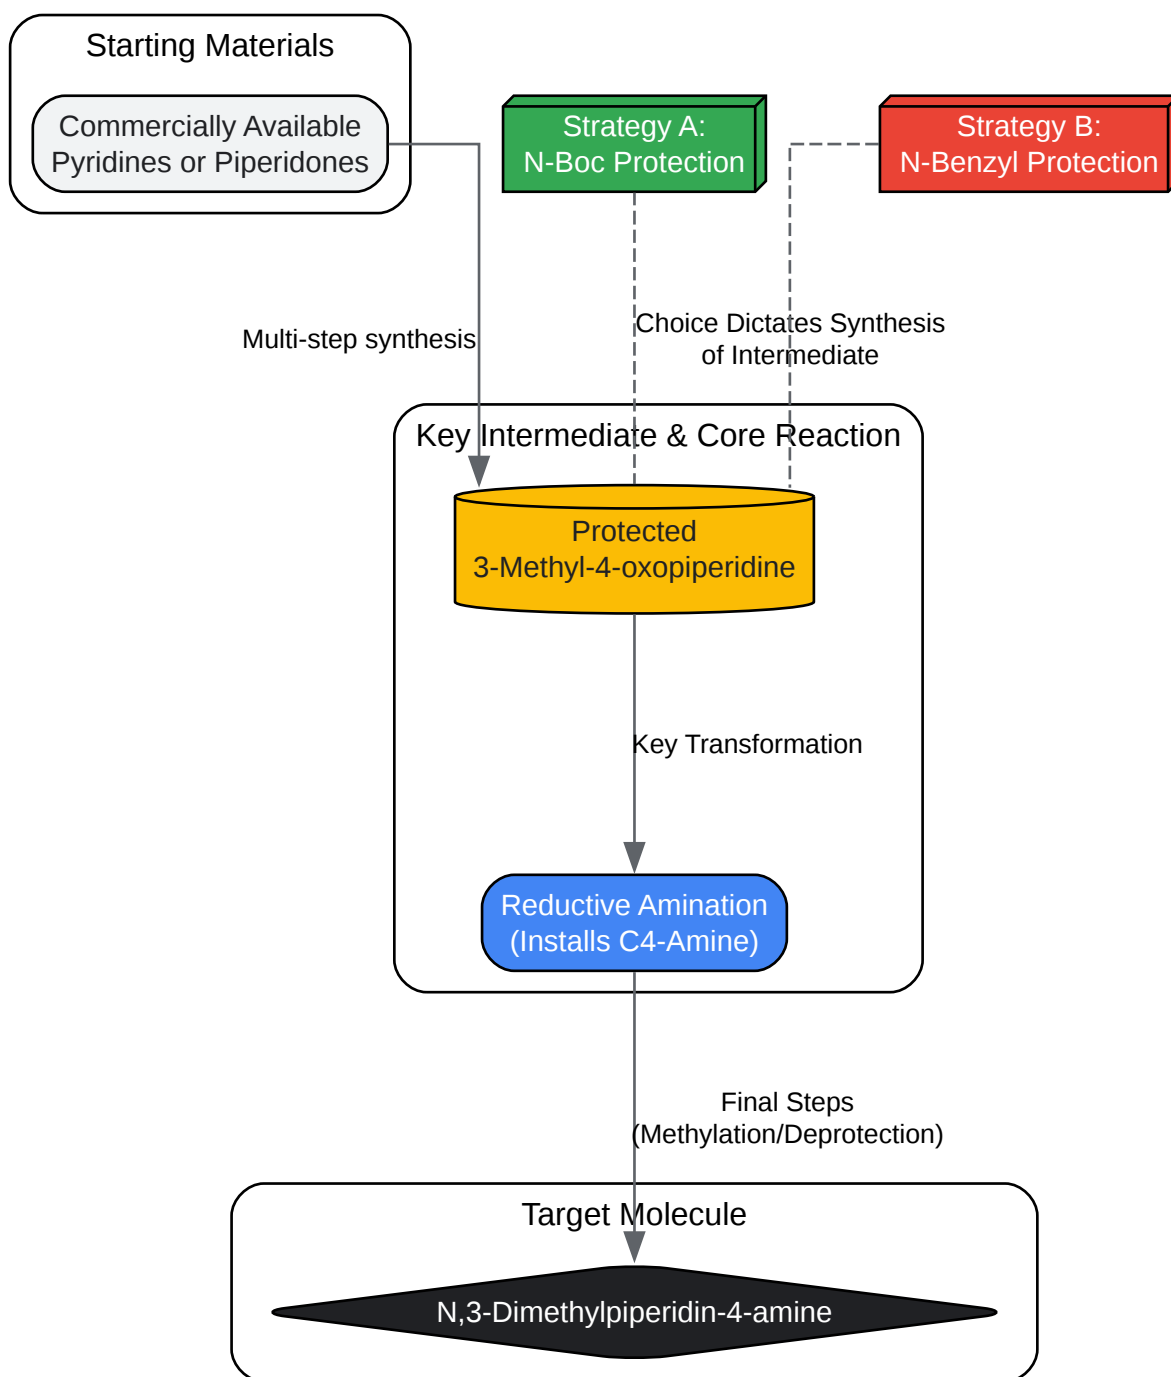 Starting Materials
Commercially Available
Pyridines or Piperidones
Strategy A:
N-Boc Protection
Strategy B:
N-Benzyl Protection
Multi-step synthesis
Choice Dictates Synthesis
of Intermediate
Key Intermediate & Core Reaction
Protected
3-Methyl-4-oxopiperidine
Key Transformation
Reductive Amination
(Installs C4-Amine)
Final Steps
(Methylation/Deprotection)
Target Molecule
N,3-Dimethylpiperidin-4-amine